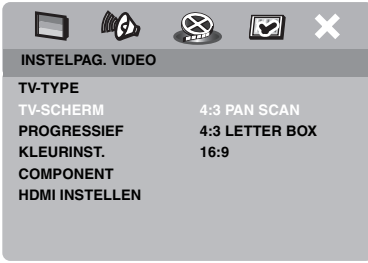 INSTELPAG. VIDEO
TV-TYPE
TV-SCHERM 4:3 PAN SCAN
PROGRESSIEF 4:3 LETTER BOX
KLEURINST. 16:9
COMPONENT
HDMI INSTELLEN